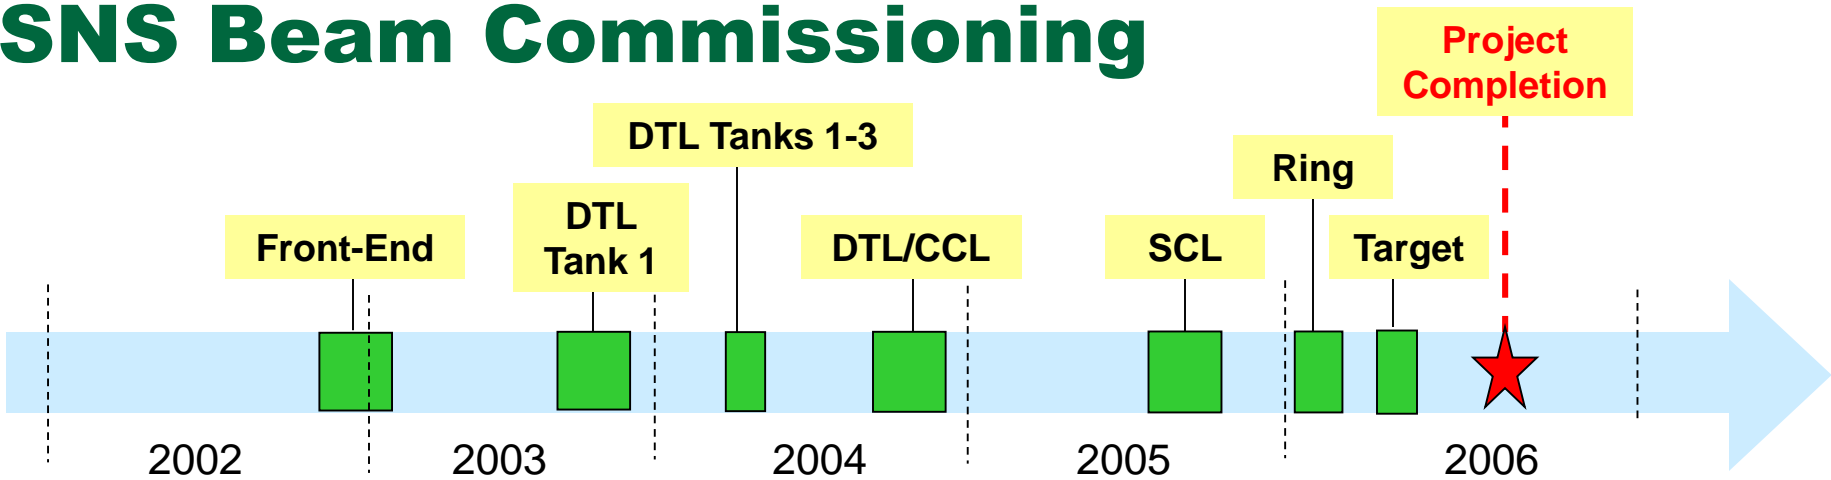 SNS Beam Commissioning
Project
Completion
DTL Tanks 1-3
Ring
DTL
Tank 1
Front-End
DTL/CCL
SCL
Target
2002
2003
2004
2005
2006